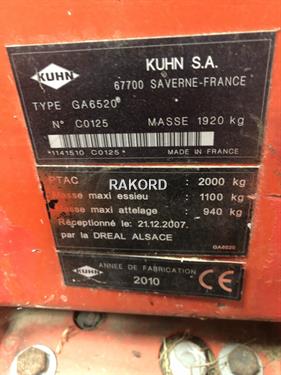 KUHN
KUHN S.A.
67700 SAVERNE-FRANCE
TYPE GA6520
N° C0125 MASSE 1920 kg
*1141510 C0125* MADE IN FRANCE
PTAC : 2000 kg
RAKORD
Masse maxi essieu : 1100 kg
Masse maxi attelage : 940 kg
Réceptionné le : 21.12.2007.
par la DREAL ALSACE
GA6520
KUHN
ANNEE DE FABRICATION
2010
CE